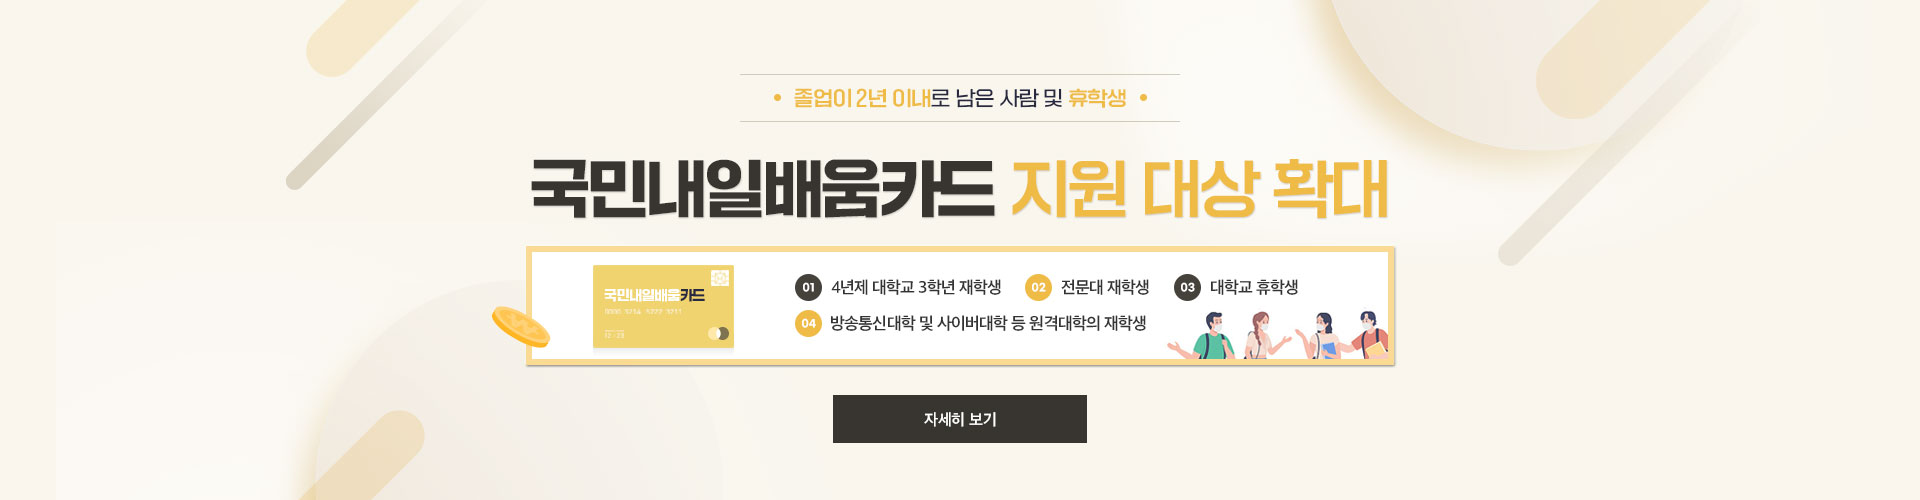 졸업이 2년 이내로 남은 사람 및 휴학생
국민내일배움카드 지원 대상 확대
국민내일배움카드
01 4년제 대학교 3학년 재학생 02 전문대 재학생 03 대학교 휴학생
04 방송통신대학 및 사이버대학 등 원격대학의 재학생
자세히 보기